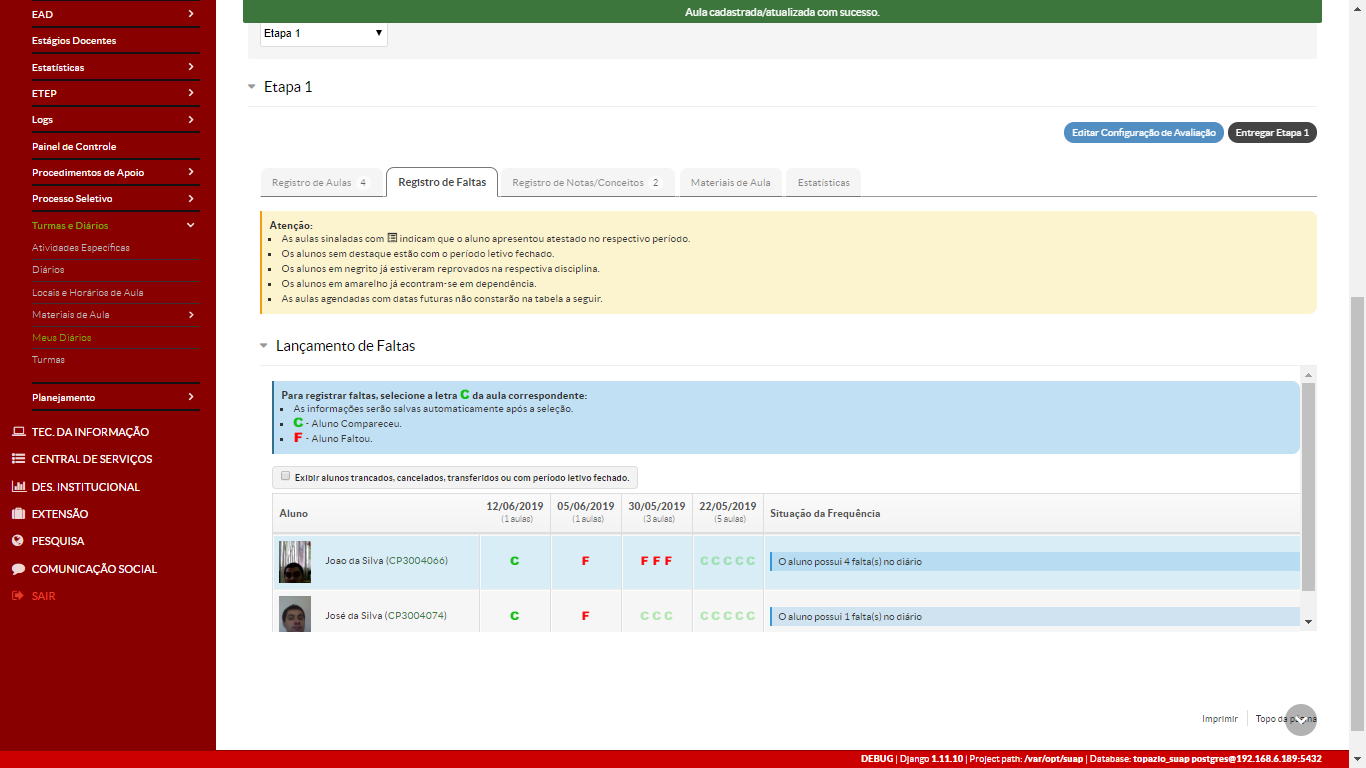 EAD
Estágios Docentes
Estatísticas
ETEP
Logs
Painel de Controle
Procedimentos de Apoio
Processo Seletivo
Turmas e Diários
Atividades Específicas
Diários
Locais e Horários de Aula
Materiais de Aula
Meus Diários
Turmas
Planejamento
TEC. DA INFORMAÇÃO
CENTRAL DE SERVIÇOS
DES. INSTITUCIONAL
EXTENSÃO
PESQUISA
COMUNICAÇÃO SOCIAL
SAIR
Aula cadastrada/atualizada com sucesso.
Etapa 1
Etapa 1
Editar Configuração de Avaliação Entregar Etapa 1
Registro de Aulas 4 Registro de Faltas Registro de Notas/Conceitos 2 Materiais de Aula Estatísticas
Atenção:
As aulas sinaladas com indicam que o aluno apresentou atestado no respectivo período.
Os alunos sem destaque estão com o período letivo fechado.
Os alunos em negrito já estiveram reprovados na respectiva disciplina.
Os alunos em amarelho já econtram-se em dependência.
As aulas agendadas com datas futuras não constarão na tabela a seguir.
Lançamento de Faltas
Para registrar faltas, selecione a letra C da aula correspondente:
As informações serão salvas automaticamente após a seleção.
C - Aluno Compareceu.
F - Aluno Faltou.
Exibir alunos trancados, cancelados, transferidos ou com período letivo fechado.
Aluno 12/06/2019 05/06/2019 30/05/2019 22/05/2019 Situação da Frequência
(1 aulas) (1 aulas) (3 aulas) (5 aulas)
Joao da Silva (CP3004066) C F F F F C C C C C O aluno possui 4 falta(s) no diário
José da Silva (CP3004074) C F C C C C C C C C O aluno possui 1 falta(s) no diário
Imprimir Topo da página
DEBUG | Django 1.11.10 | Project path: /var/opt/suap | Database: topazio_suap postgres@192.168.6.189:5432